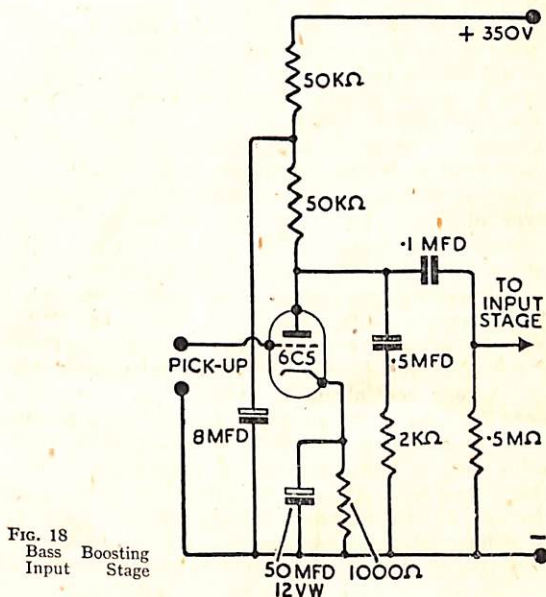 + 350V
50KΩ
50KΩ
·1 MFD
TO
INPUT
STAGE
PICK-UP
6C5
·5MFD
8MFD
2KΩ
·5MΩ
50MFD 1000Ω
12VW
−
FIG. 18
Bass Boosting
Input Stage